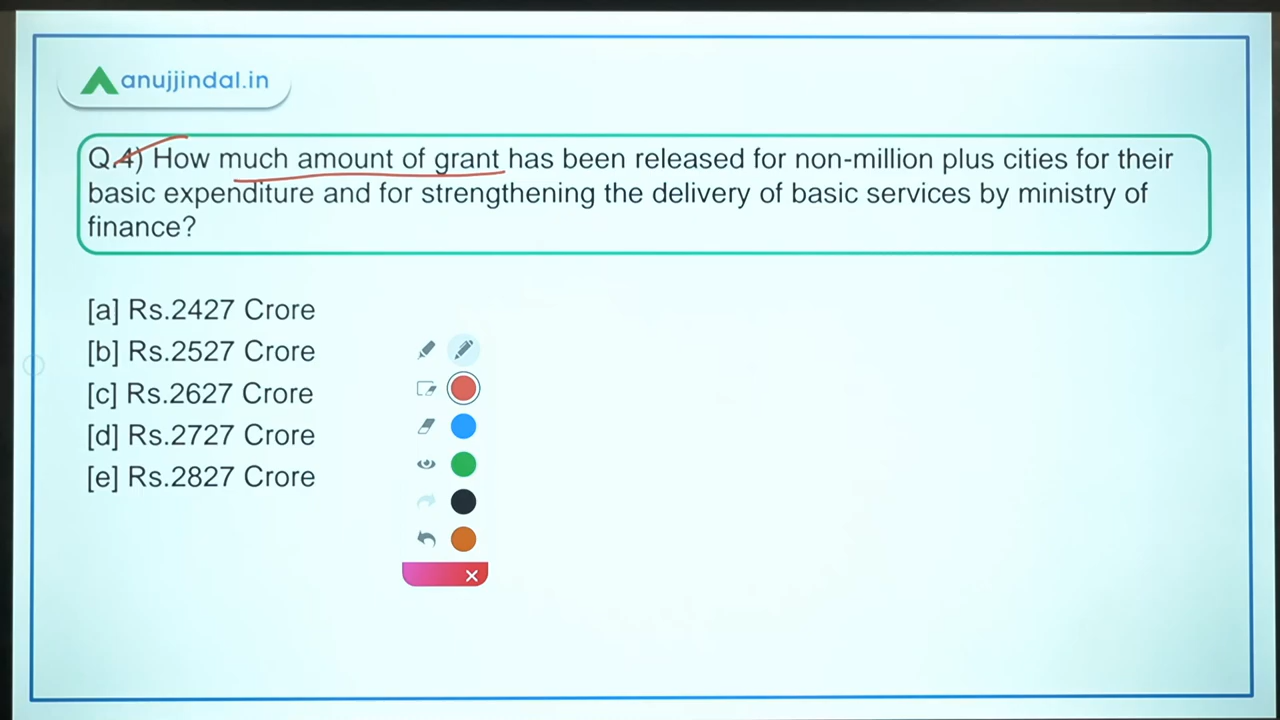 anujjindal.in
Q.4) How much amount of grant has been released for non-million plus cities for their
basic expenditure and for strengthening the delivery of basic services by ministry of
finance?
[a] Rs.2427 Crore
[b] Rs.2527 Crore
[c] Rs.2627 Crore
[d] Rs.2727 Crore
[e] Rs.2827 Crore